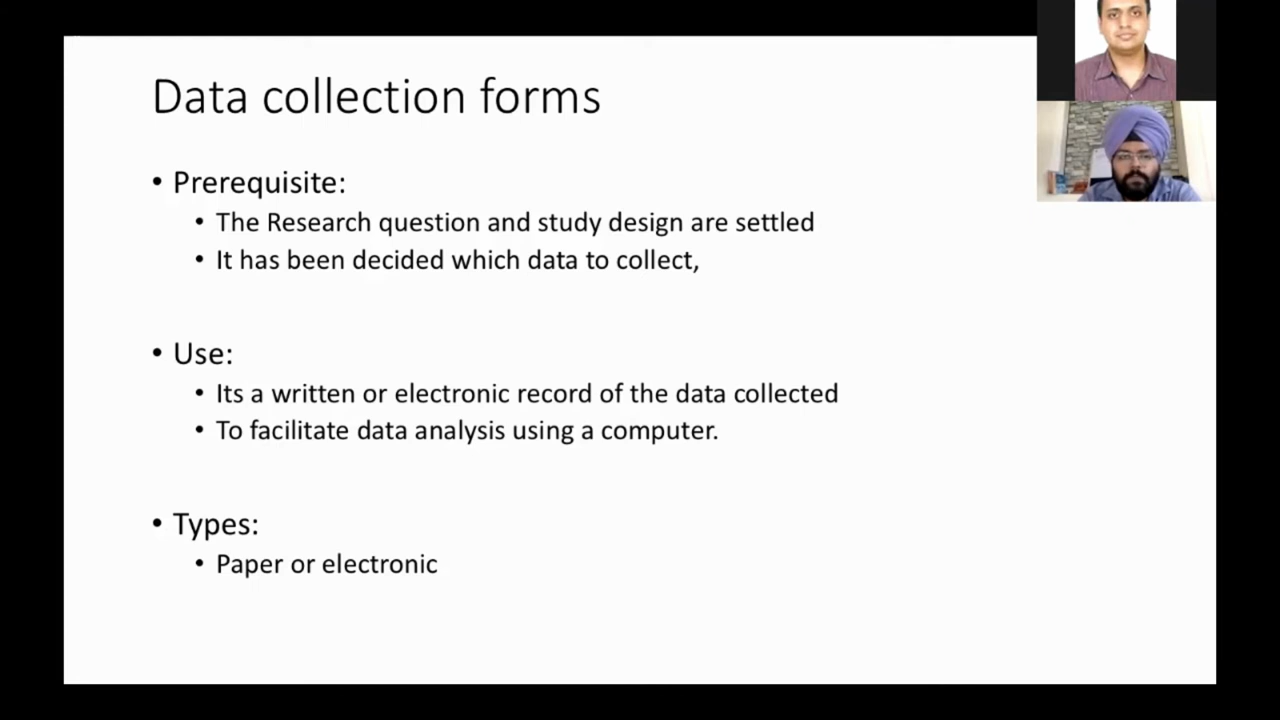 Data collection forms
• Prerequisite:
• The Research question and study design are settled
• It has been decided which data to collect,
• Use:
• Its a written or electronic record of the data collected
• To facilitate data analysis using a computer.
• Types:
• Paper or electronic